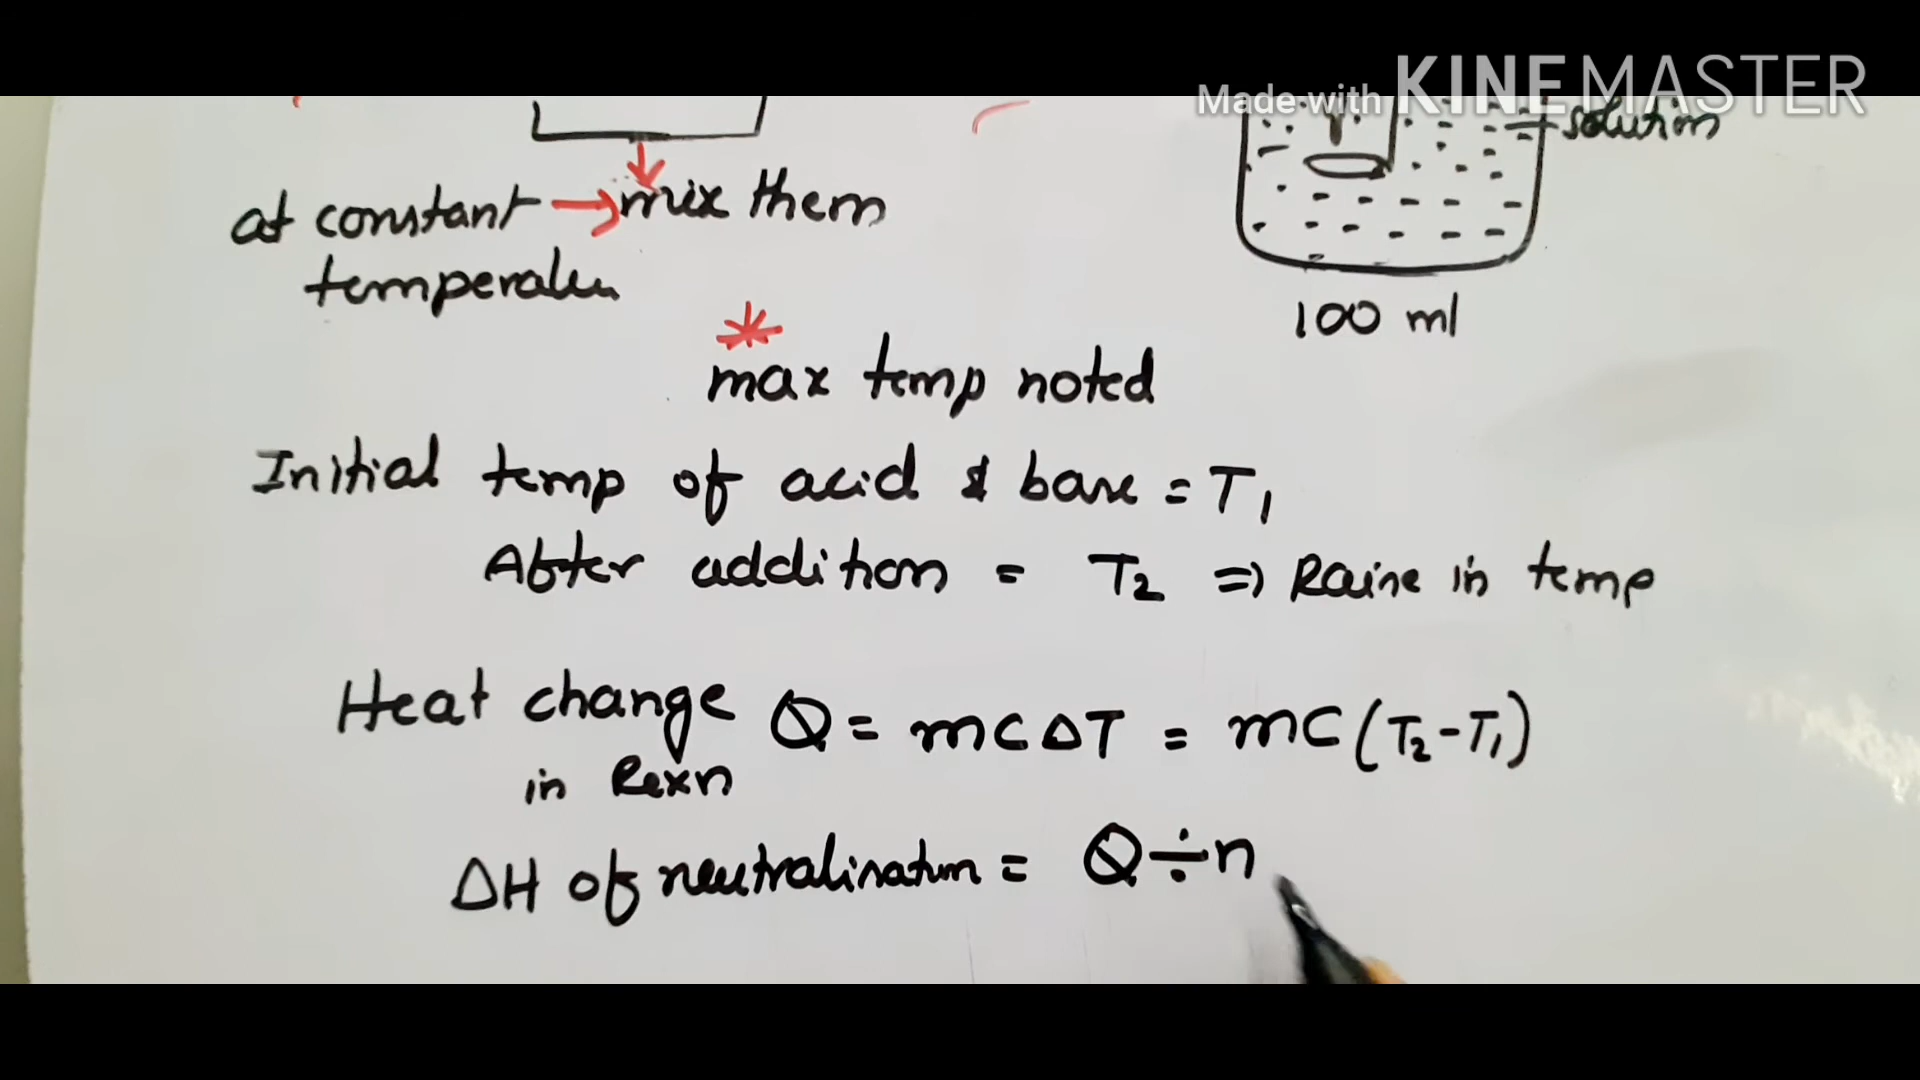 Made with KINEMASTER
solution
at constant → mix them
temperatu
100 ml
*
max temp noted
Initial temp of acid & base = T₁
After addition = T₂ ⇒ Raise in temp
Heat change Q = mCΔT = mC(T₂-T₁)
in Rexn
ΔH of neutralisation = Q ÷ n